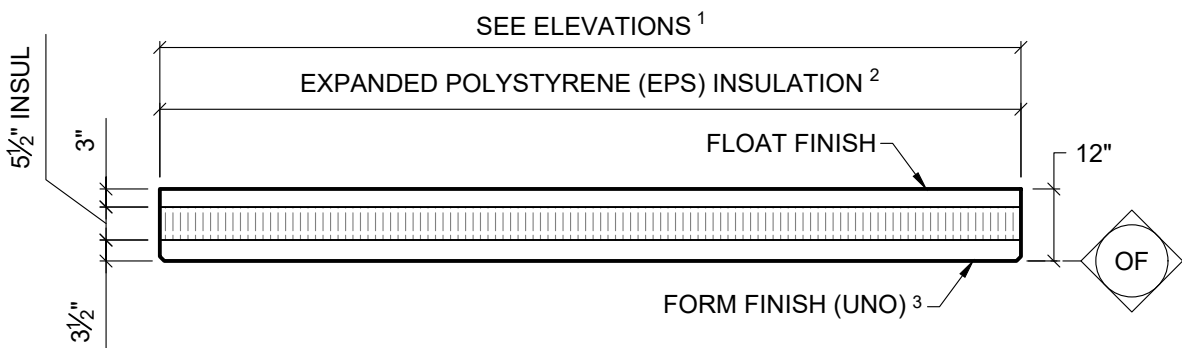 SEE ELEVATIONS 1
EXPANDED POLYSTYRENE (EPS) INSULATION 2
5½" INSUL
3"
FLOAT FINISH
12"
OF
FORM FINISH (UNO) 3
3½"